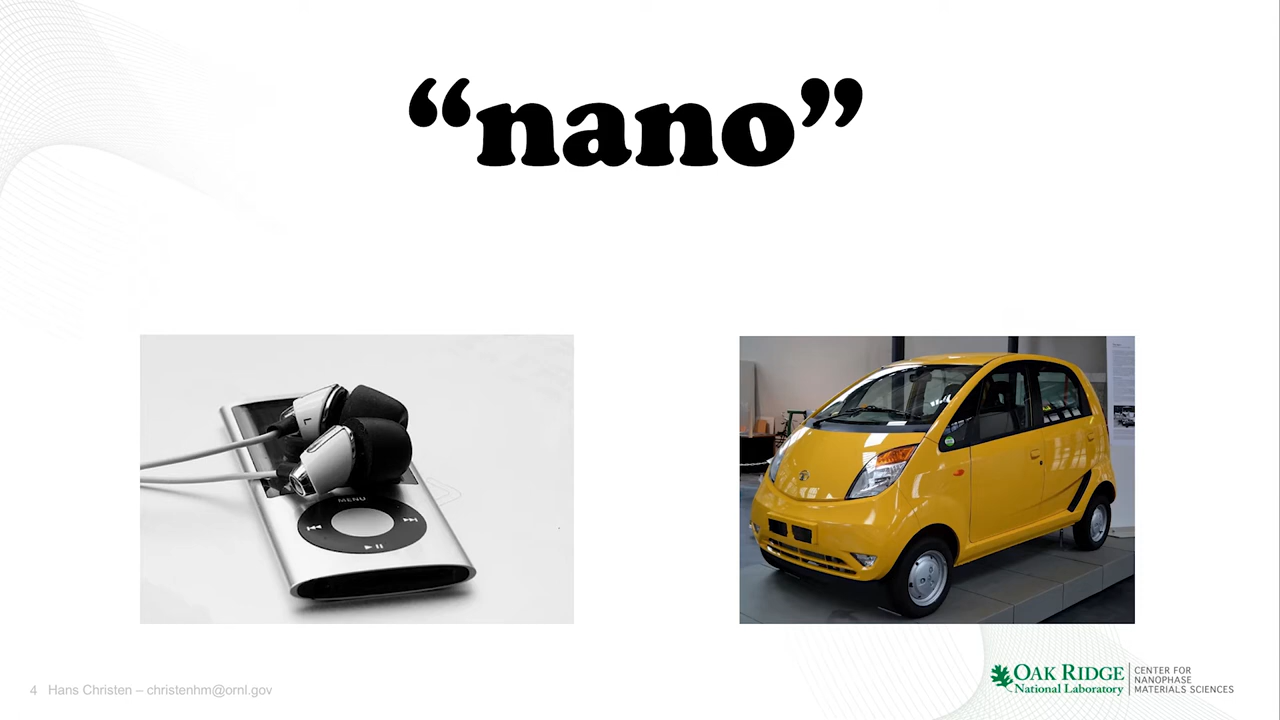 “nano”
L
MENU
4 Hans Christen – christenhm@ornl.gov
OAK RIDGE
National Laboratory
CENTER FOR
NANOPHASE
MATERIALS SCIENCES